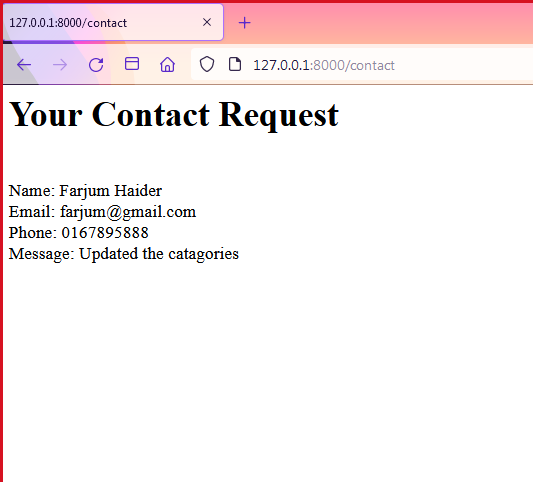 127.0.0.1:8000/contact
127.0.0.1:8000/contact
Your Contact Request
Name: Farjum Haider
Email: farjum@gmail.com
Phone: 0167895888
Message: Updated the catagories